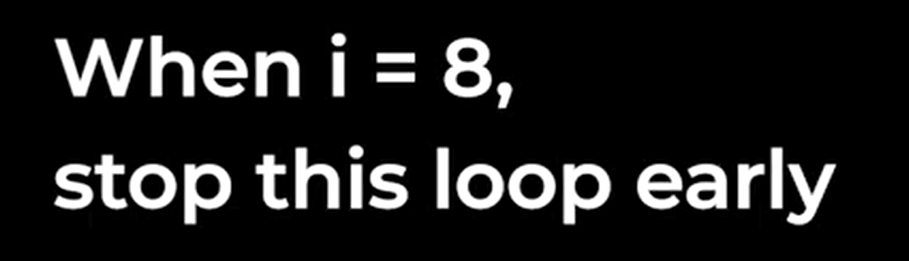 When i = 8,
stop this loop early